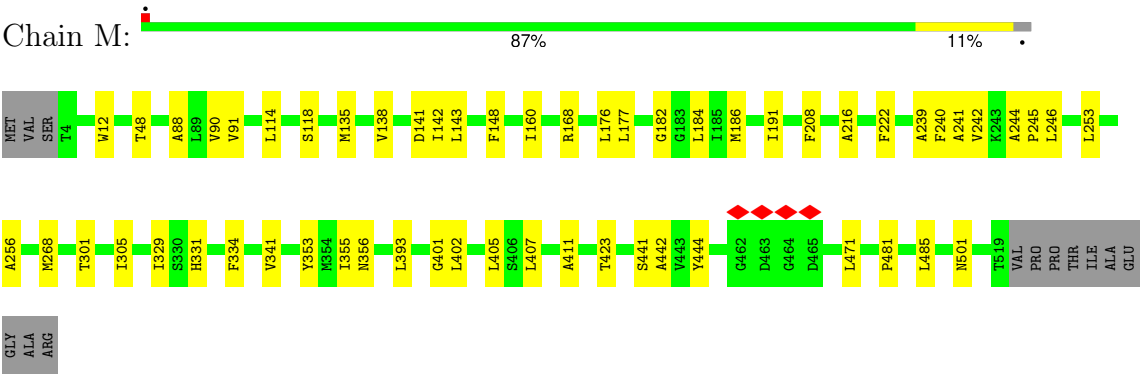 Chain M:
87% 11%
MET VAL SER T4 W12 T48 A88 L89 V90 V91 L114 S118 M135 V138 D141 I142 L143 F148 I160 R168 L176 L177 G182 G183 L184 I185 M186 I191 F208 A216 F222 A239 F240 A241 V242 K243 A244 P245 L246 L253
A256 M268 T301 I305 I329 S330 H331 F334 V341 Y353 M354 I355 N356 L393 G401 L402 L405 S406 L407 A411 T423 S441 A442 V443 Y444 G462 D463 G464 D465 L471 P481 L485 N501 T519 VAL PRO PRO THR ILE ALA GLU
GLY ALA ARG